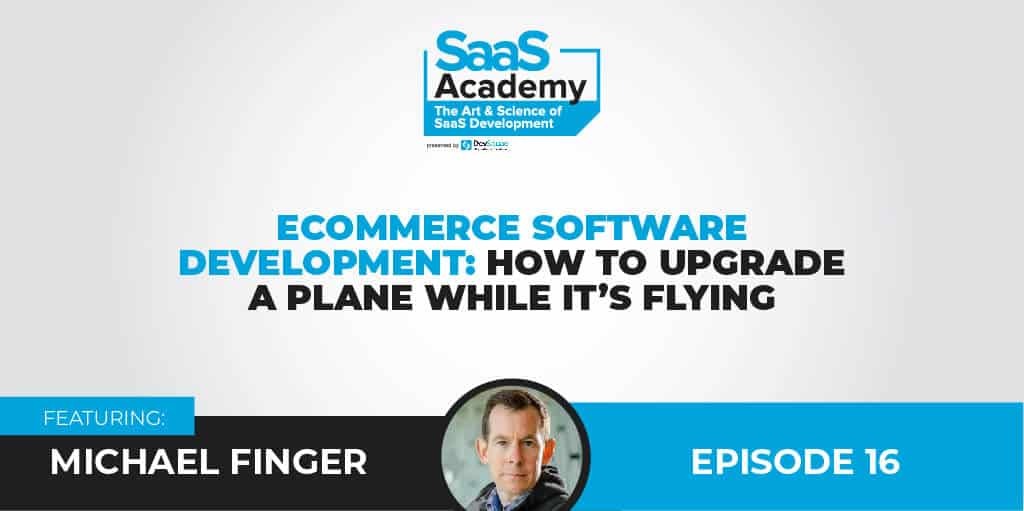 SaaS
Academy
The Art & Science of
SaaS Development
presented by DevSquad
ECOMMERCE SOFTWARE
DEVELOPMENT: HOW TO UPGRADE
A PLANE WHILE IT’S FLYING
FEATURING:
MICHAEL FINGER
EPISODE 16